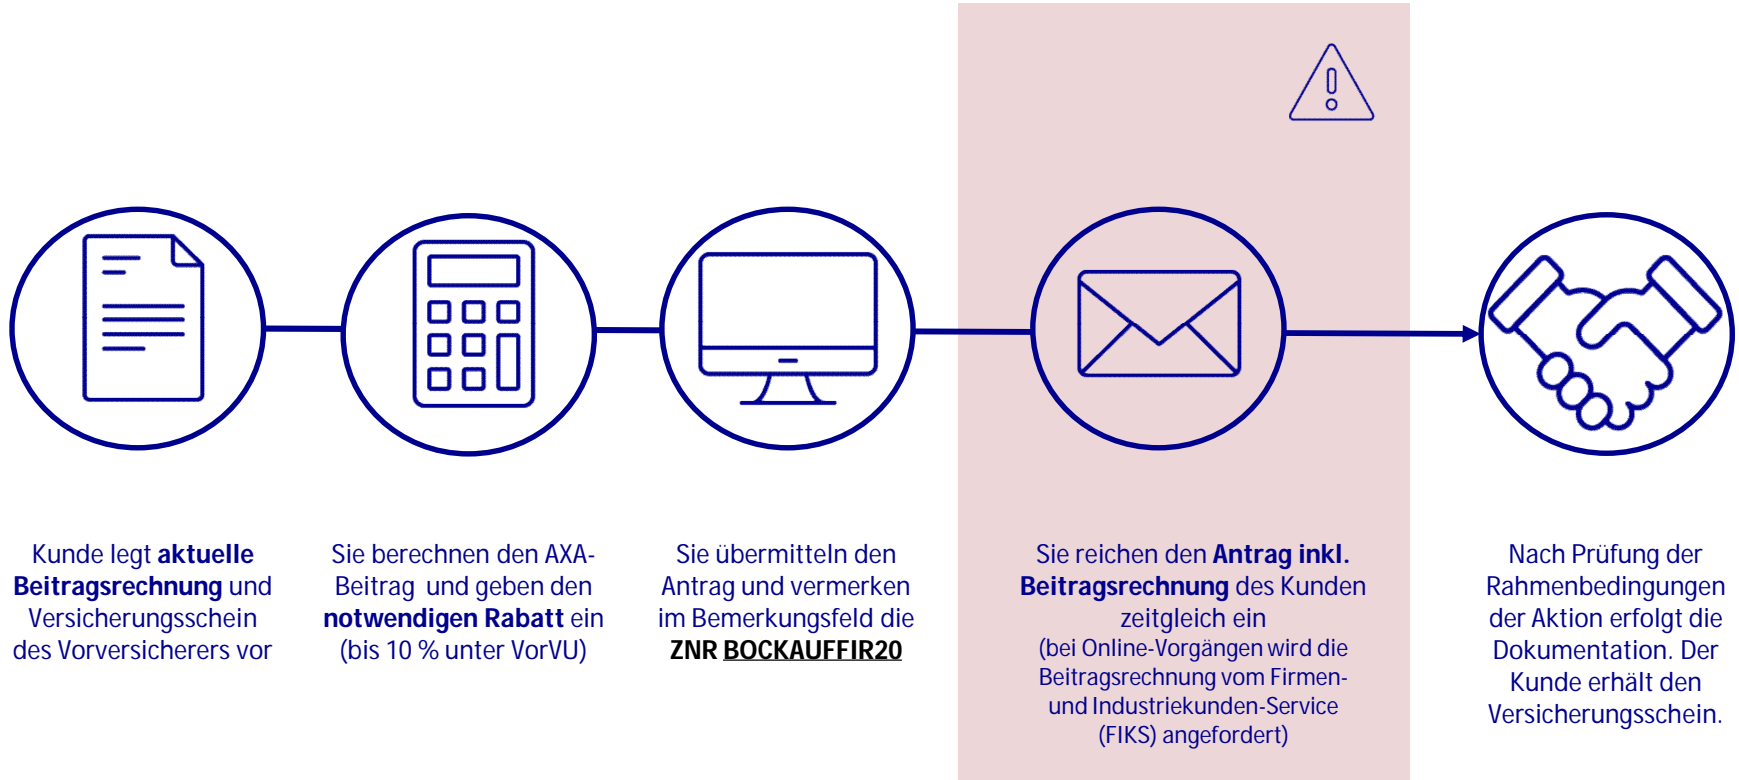 Kunde legt aktuelle
Beitragsrechnung und
Versicherungsschein
des Vorversicherers vor
Sie berechnen den AXA-
Beitrag und geben den
notwendigen Rabatt ein
(bis 10 % unter VorVU)
Sie übermitteln den
Antrag und vermerken
im Bemerkungsfeld die
ZNR BOCKAUFFIR20
Sie reichen den Antrag inkl.
Beitragsrechnung des Kunden
zeitgleich ein
(bei Online-Vorgängen wird die
Beitragsrechnung vom Firmen-
und Industriekunden-Service
(FIKS) angefordert)
Nach Prüfung der
Rahmenbedingungen
der Aktion erfolgt die
Dokumentation. Der
Kunde erhält den
Versicherungsschein.